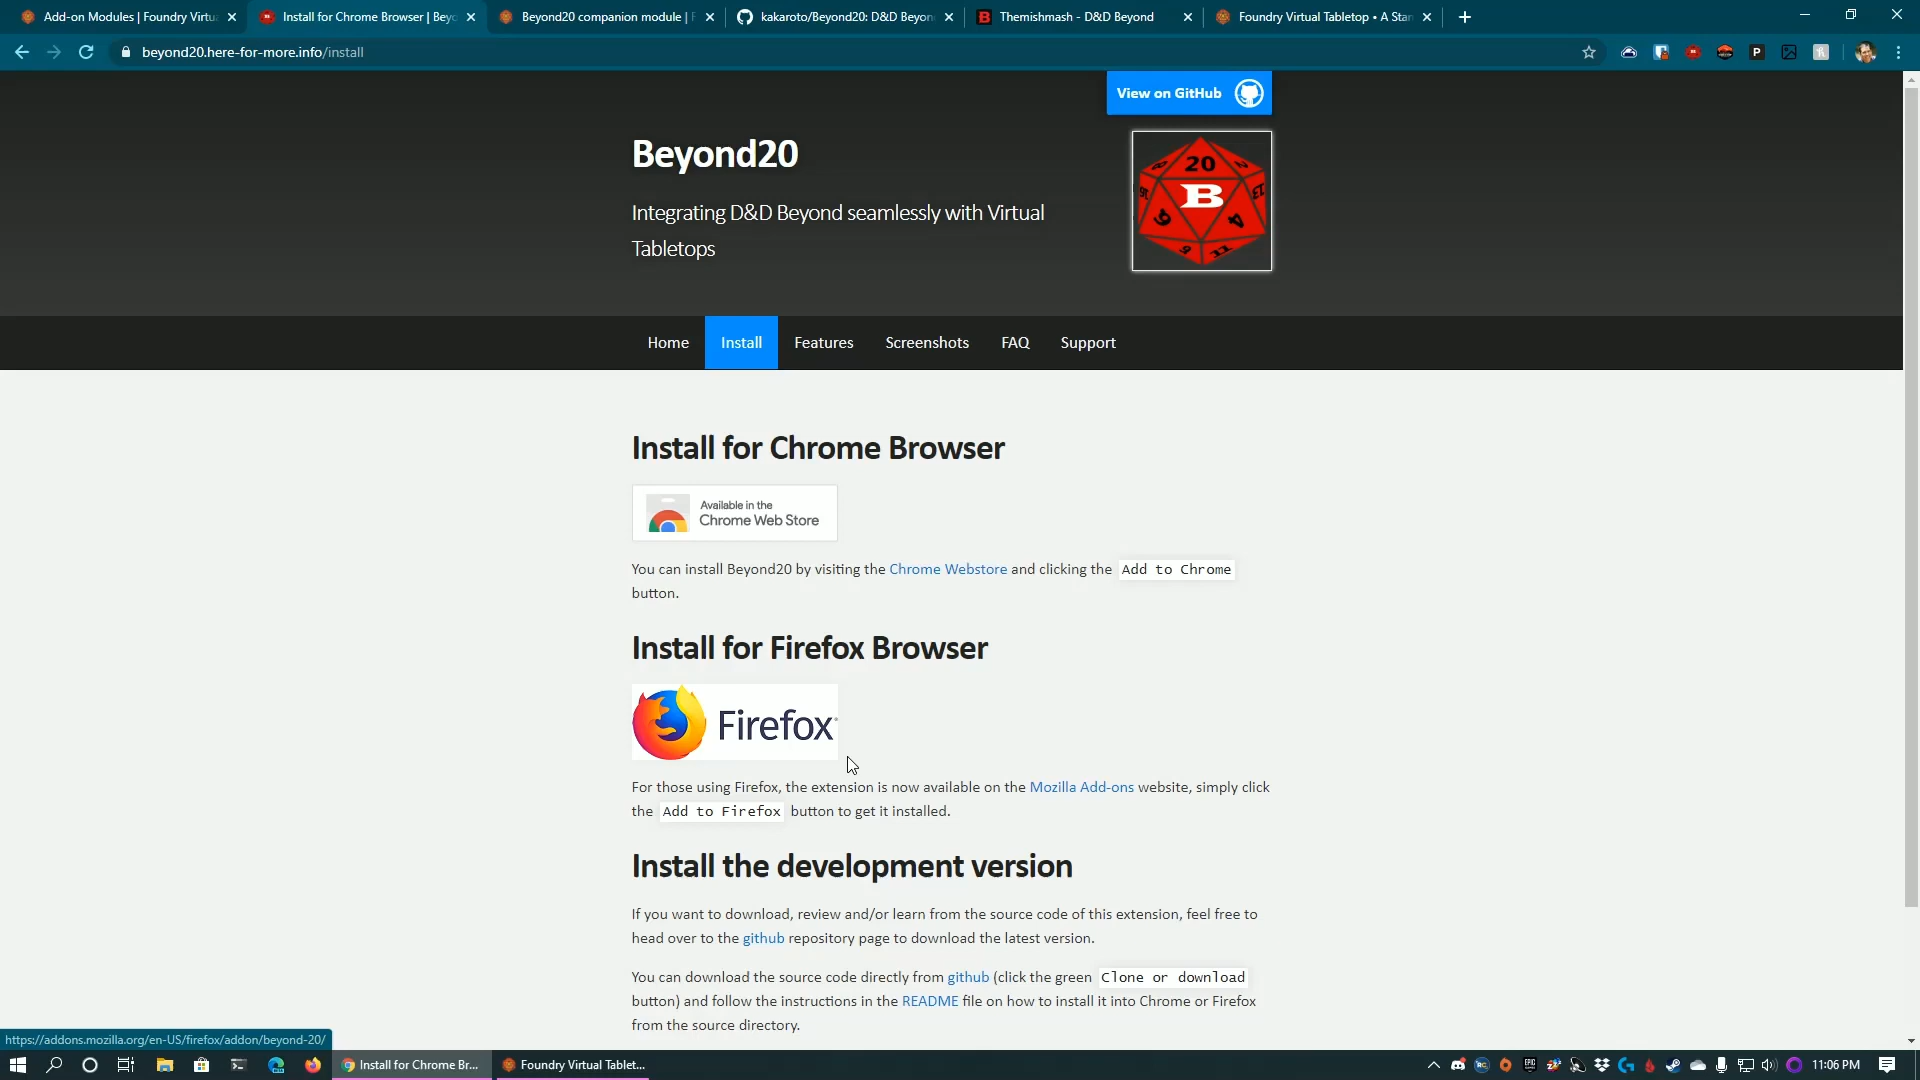 Add-on Modules | Foundry Virtu
Install for Chrome Browser | Bey
Beyond20 companion module | F
kakaroto/Beyond20: D&D Beyon
Themishmash - D&D Beyond
Foundry Virtual Tabletop • A Stan
beyond20.here-for-more.info/install
View on GitHub
Beyond20
20
B
Integrating D&D Beyond seamlessly with Virtual
Tabletops
Home Install Features Screenshots FAQ Support
Install for Chrome Browser
Available in the
Chrome Web Store
You can install Beyond20 by visiting the Chrome Webstore and clicking the Add to Chrome
button.
Install for Firefox Browser
Firefox
For those using Firefox, the extension is now available on the Mozilla Add-ons website, simply click
the Add to Firefox button to get it installed.
Install the development version
If you want to download, review and/or learn from the source code of this extension, feel free to
head over to the github repository page to download the latest version.
You can download the source code directly from github (click the green Clone or download
button) and follow the instructions in the README file on how to install it into Chrome or Firefox
from the source directory.
https://addons.mozilla.org/en-US/firefox/addon/beyond-20/
Install for Chrome Br...
Foundry Virtual Tablet...
11:06 PM